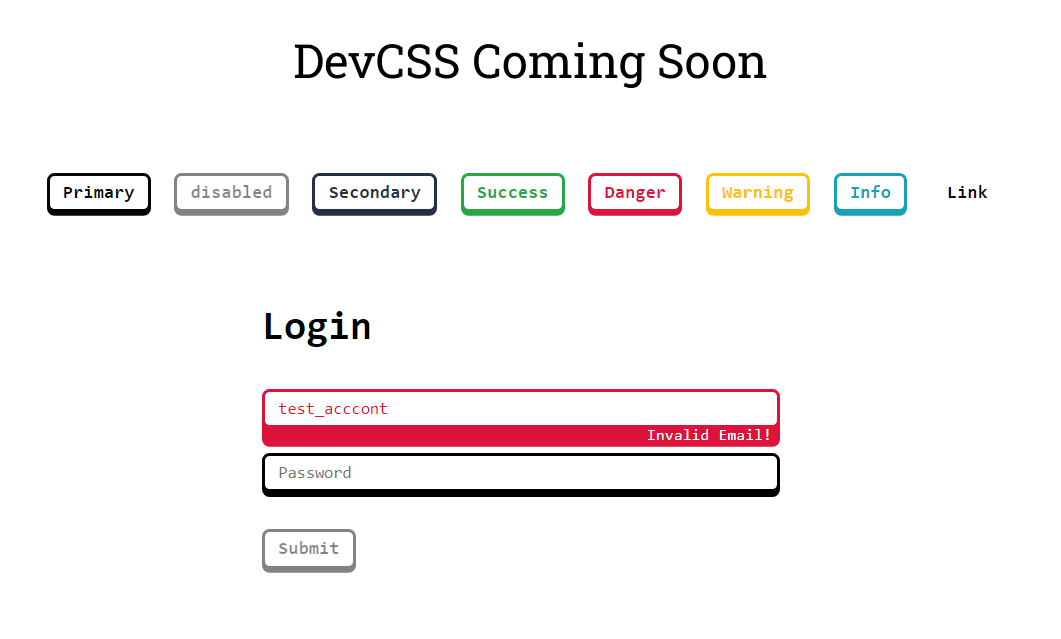 DevCSS Coming Soon
Primary disabled Secondary Success Danger Warning Info Link
Login
test_acccont
Invalid Email!
Password
Submit